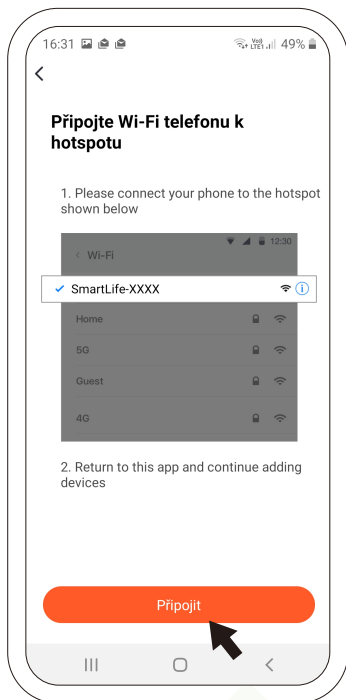 16:31 Vo)) LTE1 49%
Připojte Wi-Fi telefonu k
hotspotu
1. Please connect your phone to the hotspot
shown below
12:30
Wi-Fi
SmartLife-XXXX
Home
5G
Guest
4G
2. Return to this app and continue adding
devices
Připojit